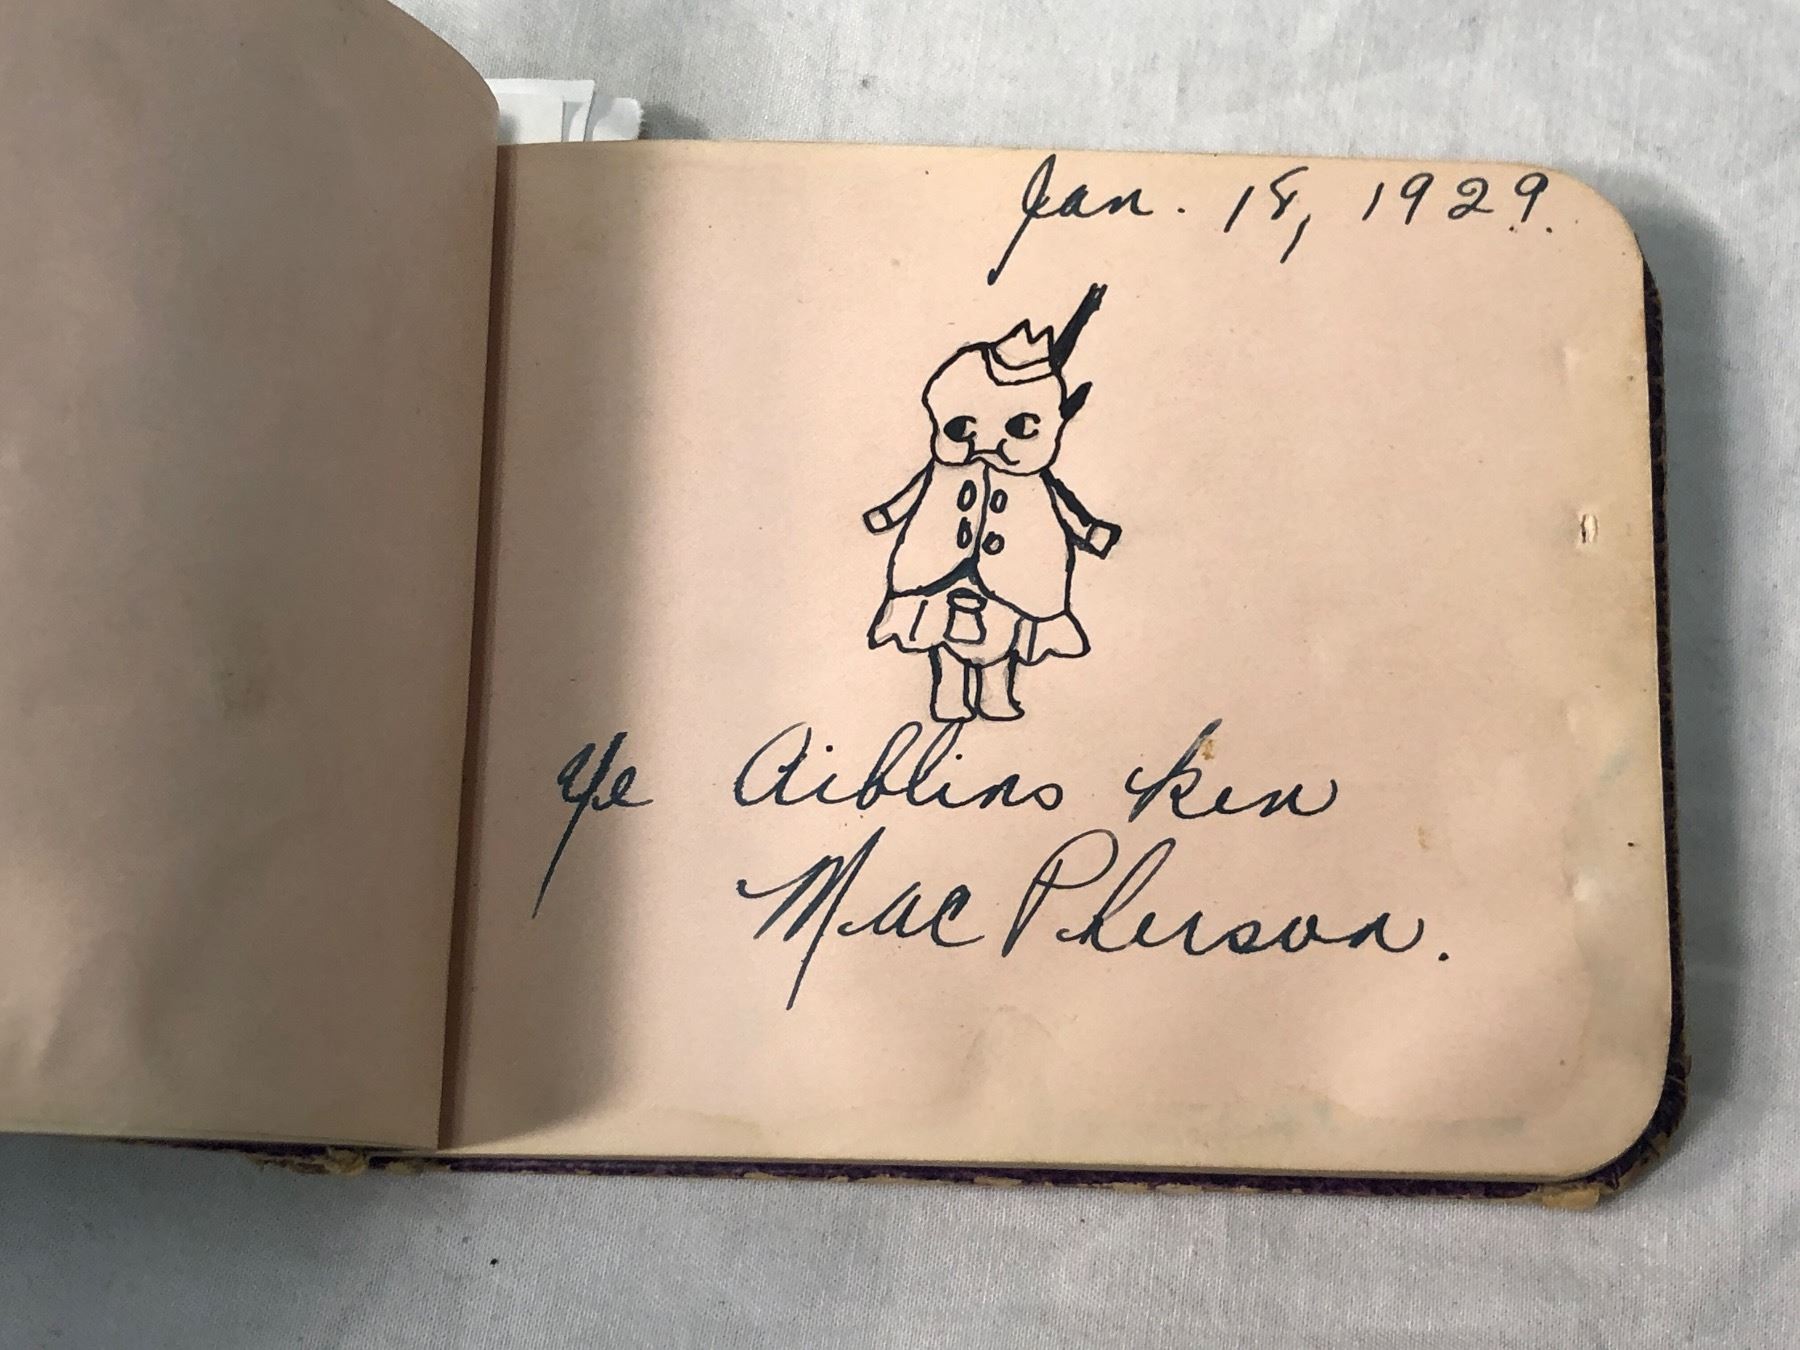 Jan. 18, 1929.
Ye Aiblins ken
MacPherson.